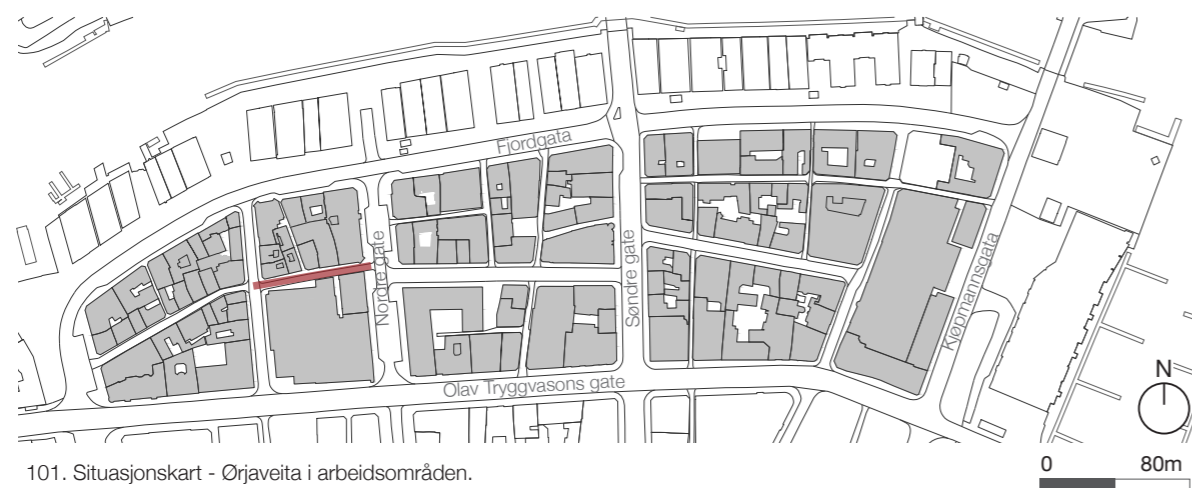 Fjordgata
Nordre gate
Søndre gate
Kjøpmannsgata
Olav Tryggvasons gate
N
101. Situasjonskart - Ørjaveita i arbeidsområden.
0 80m